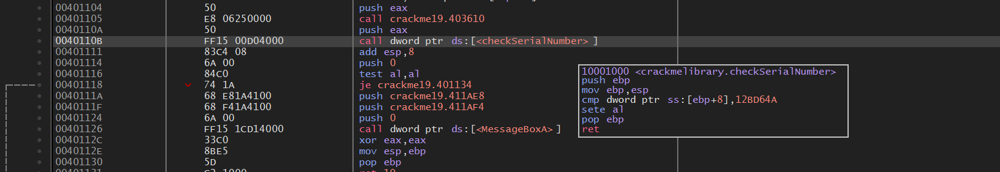 00401104 50 push eax
00401105 E8 06250000 call crackme19.403610
0040110A 50 push eax
0040110B FF15 00D04000 call dword ptr ds:[<checkSerialNumber>]
00401111 83C4 08 add esp,8
00401114 6A 00 push 0
00401116 84C0 test al,al
00401118 74 1A je crackme19.401134
0040111A 68 E81A4100 push crackme19.411AE8
0040111F 68 F41A4100 push crackme19.411AF4
00401124 6A 00 push 0
00401126 FF15 1CD14000 call dword ptr ds:[<MessageBoxA>]
0040112C 33C0 xor eax,eax
0040112E 8BE5 mov esp,ebp
00401130 5D pop ebp
10001000 <crackmelibrary.checkSerialNumber>
push ebp
mov ebp,esp
cmp dword ptr ss:[ebp+8],12BD64A
sete al
pop ebp
ret